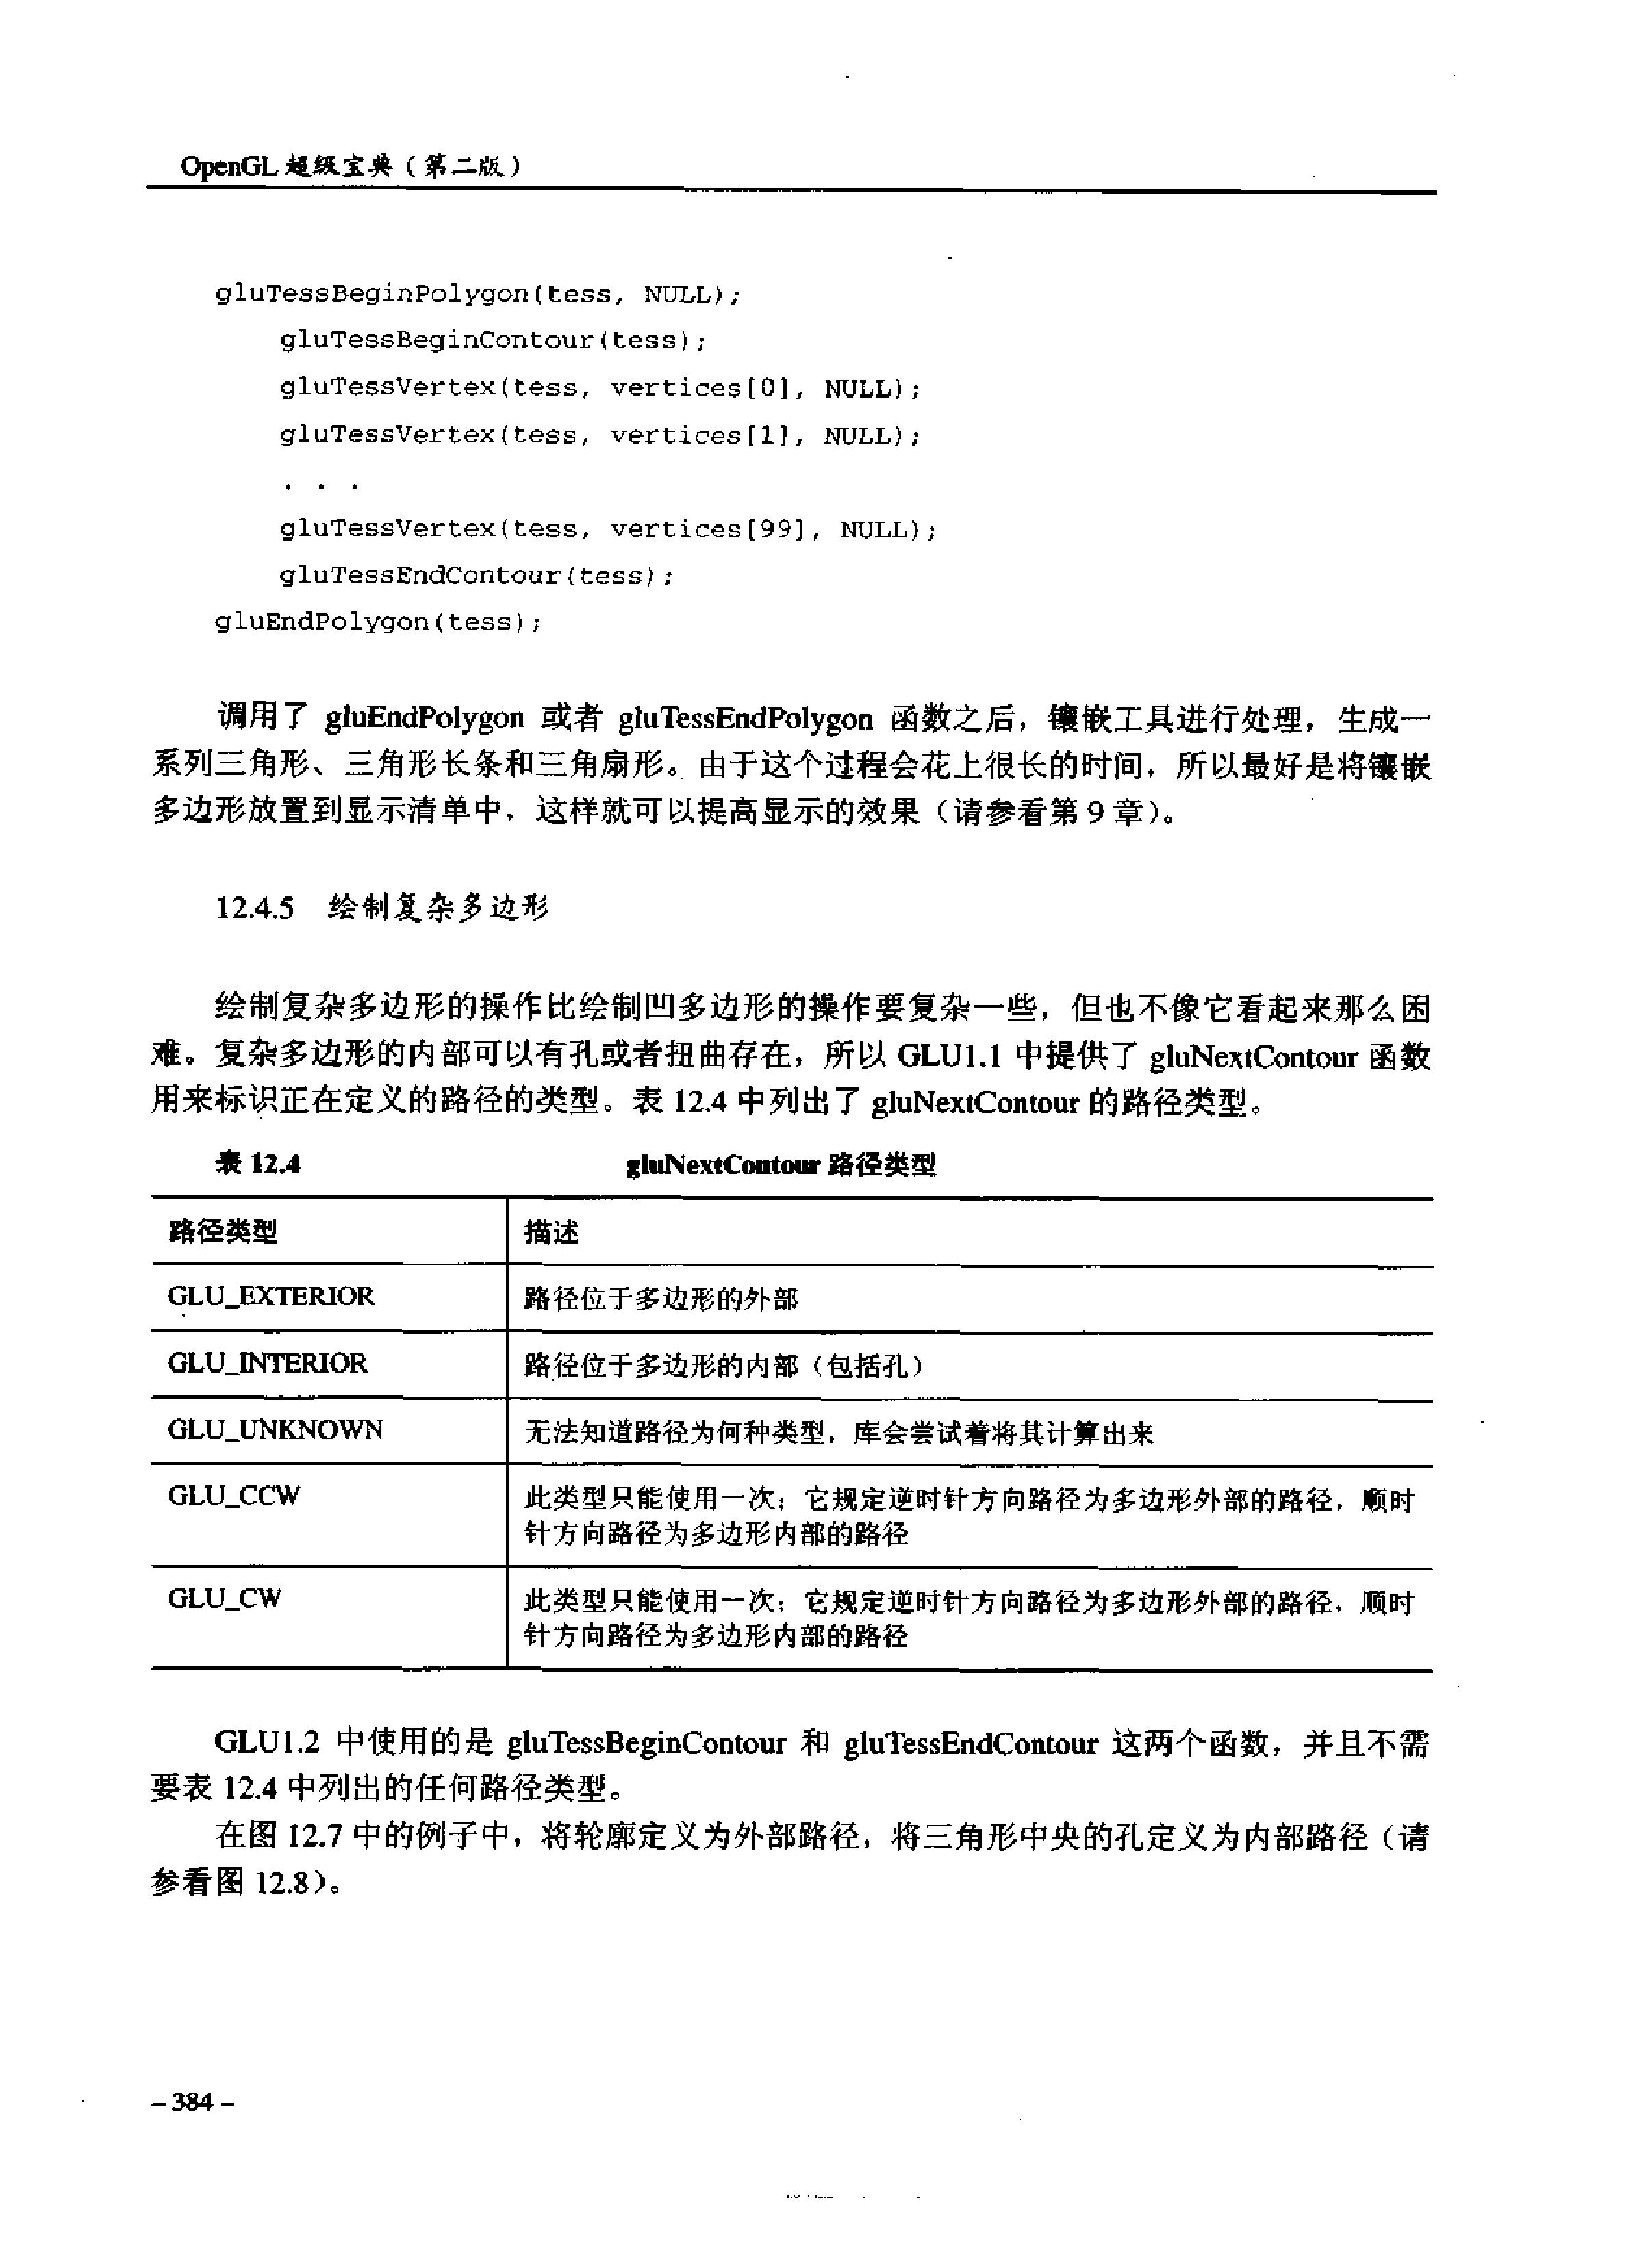 OpenGL 超级宝典（第二版）
gluTessBeginPolygon(tess, NULL);
gluTessBeginContour(tess);
gluTessVertex(tess, vertices[0], NULL);
gluTessVertex(tess, vertices[1], NULL);
. . .
gluTessVertex(tess, vertices[99], NULL);
gluTessEndContour(tess);
gluEndPolygon(tess);
调用了 gluEndPolygon 或者 gluTessEndPolygon 函数之后，镶嵌工具进行处理，生成一
系列三角形、三角形长条和三角扇形。由于这个过程会花上很长的时间，所以最好是将镶嵌
多边形放置到显示清单中，这样就可以提高显示的效果（请参看第 9 章）。
12.4.5 绘制复杂多边形
绘制复杂多边形的操作比绘制凹多边形的操作要复杂一些，但也不像它看起来那么困
难。复杂多边形的内部可以有孔或者扭曲存在，所以 GLU1.1 中提供了 gluNextContour 函数
用来标识正在定义的路径的类型。表 12.4 中列出了 gluNextContour 的路径类型。
表 12.4 gluNextContour 路径类型
路径类型 描述
GLU_EXTERIOR 路径位于多边形的外部
GLU_INTERIOR 路径位于多边形的内部（包括孔）
GLU_UNKNOWN 无法知道路径为何种类型，库会尝试着将其计算出来
GLU_CCW 此类型只能使用一次；它规定逆时针方向路径为多边形外部的路径，顺时
针方向路径为多边形内部的路径
GLU_CW 此类型只能使用一次；它规定逆时针方向路径为多边形外部的路径，顺时
针方向路径为多边形内部的路径
GLU1.2 中使用的是 gluTessBeginContour 和 gluTessEndContour 这两个函数，并且不需
要表 12.4 中列出的任何路径类型。
在图 12.7 中的例子中，将轮廓定义为外部路径，将三角形中央的孔定义为内部路径（请
参看图 12.8）。
– 384 –